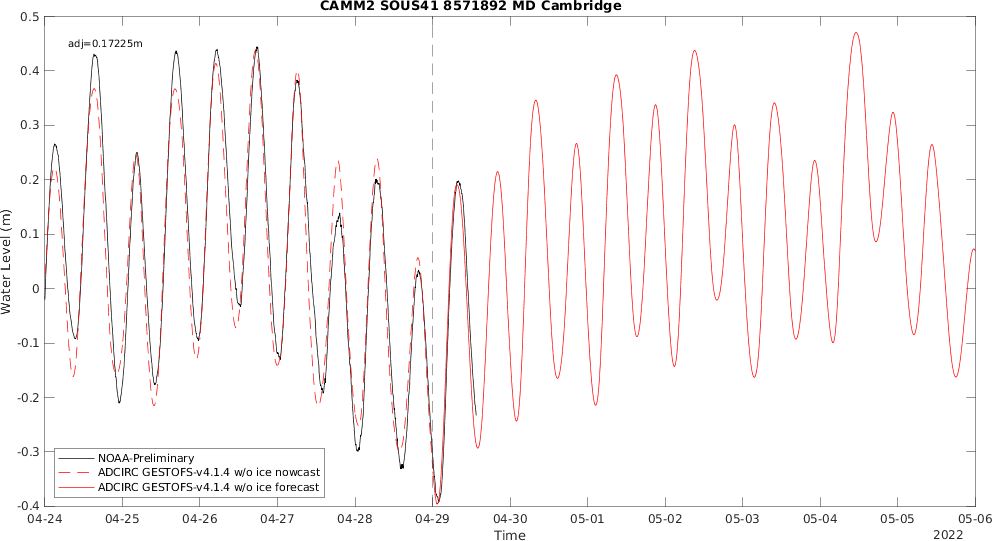 CAMM2 SOUS41 8571892 MD Cambridge
adj=0.17225m
0.5
0.4
0.3
0.2
0.1
0
-0.1
-0.2
-0.3
-0.4
Water Level (m)
NOAA-Preliminary
ADCIRC GESTOFS-v4.1.4 w/o ice nowcast
ADCIRC GESTOFS-v4.1.4 w/o ice forecast
04-24 04-25 04-26 04-27 04-28 04-29 04-30 05-01 05-02 05-03 05-04 05-05 05-06
Time
2022